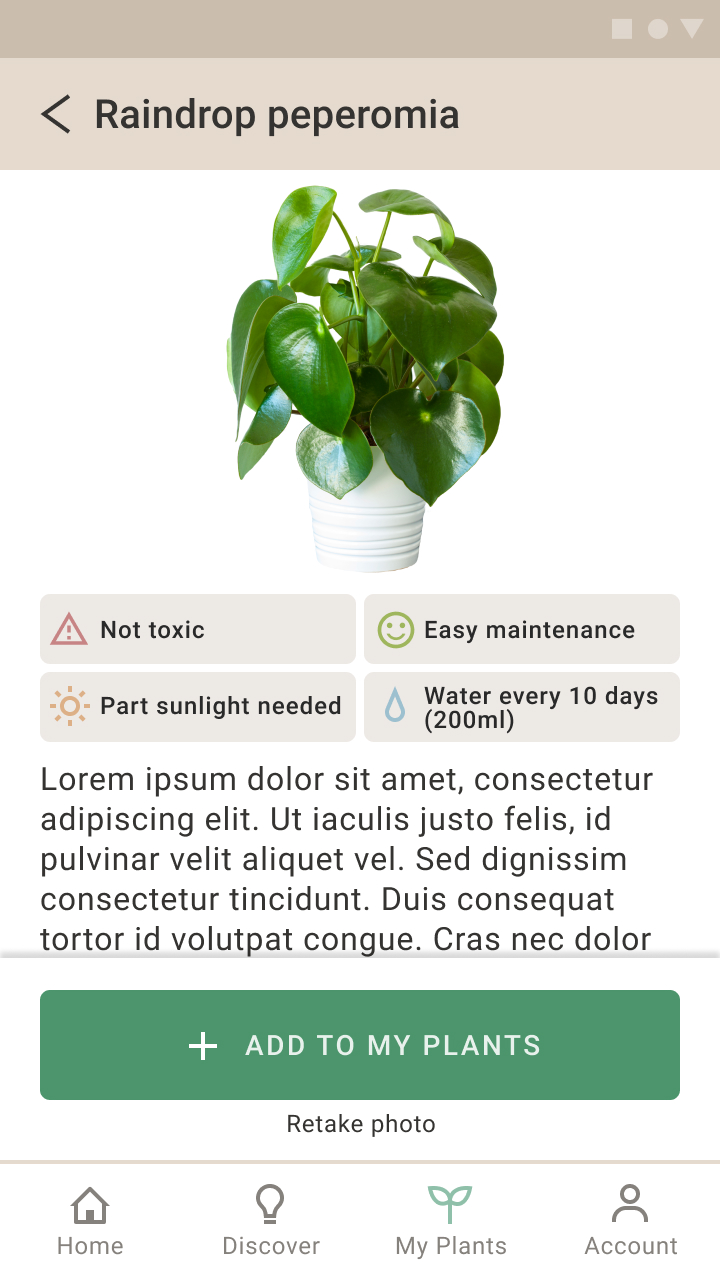 Raindrop peperomia
Not toxic
Easy maintenance
Part sunlight needed
Water every 10 days
(200ml)
Lorem ipsum dolor sit amet, consectetur
adipiscing elit. Ut iaculis justo felis, id
pulvinar velit aliquet vel. Sed dignissim
consectetur tincidunt. Duis consequat
tortor id volutpat congue. Cras nec dolor
ADD TO MY PLANTS
Retake photo
Home
Discover
My Plants
Account